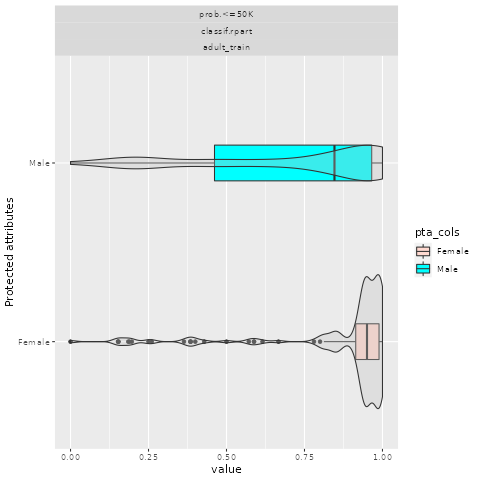 prob.<=50K
classif.rpart
adult_train
Protected attributes
Male
Female
0.00
0.25
0.50
0.75
1.00
value
pta_cols
Female
Male